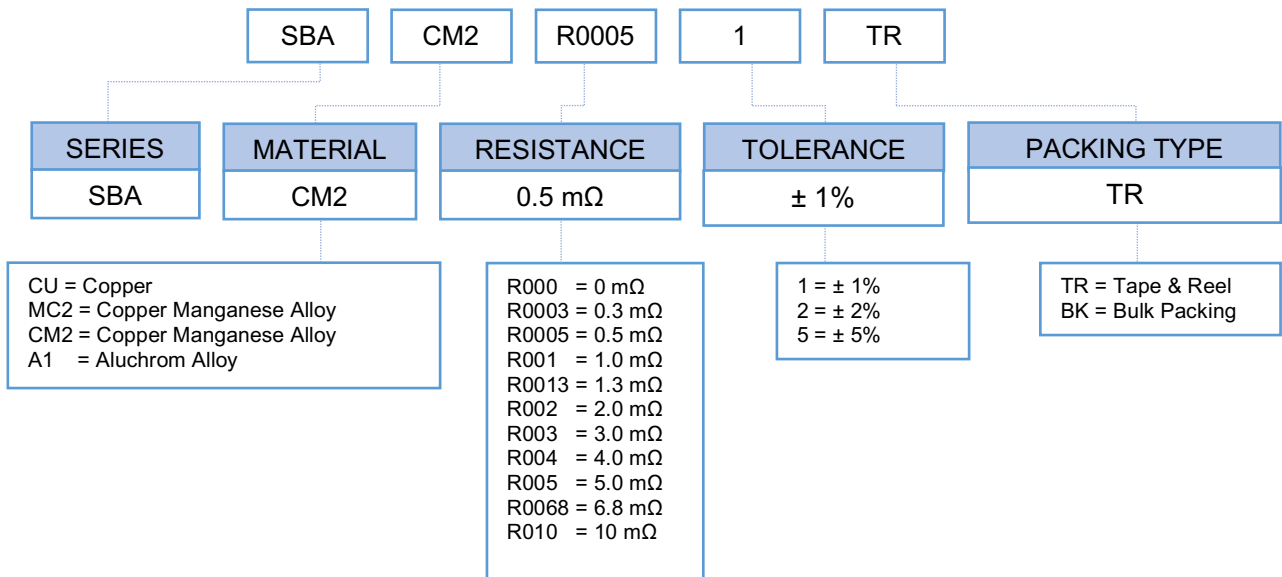 SBA CM2 R0005 1 TR
SERIES MATERIAL RESISTANCE TOLERANCE PACKING TYPE
SBA CM2 0.5 mΩ ± 1% TR
CU = Copper
MC2 = Copper Manganese Alloy
CM2 = Copper Manganese Alloy
A1 = Aluchrom Alloy
R000 = 0 mΩ
R0003 = 0.3 mΩ
R0005 = 0.5 mΩ
R001 = 1.0 mΩ
R0013 = 1.3 mΩ
R002 = 2.0 mΩ
R003 = 3.0 mΩ
R004 = 4.0 mΩ
R005 = 5.0 mΩ
R0068 = 6.8 mΩ
R010 = 10 mΩ
1 = ± 1%
2 = ± 2%
5 = ± 5%
TR = Tape & Reel
BK = Bulk Packing